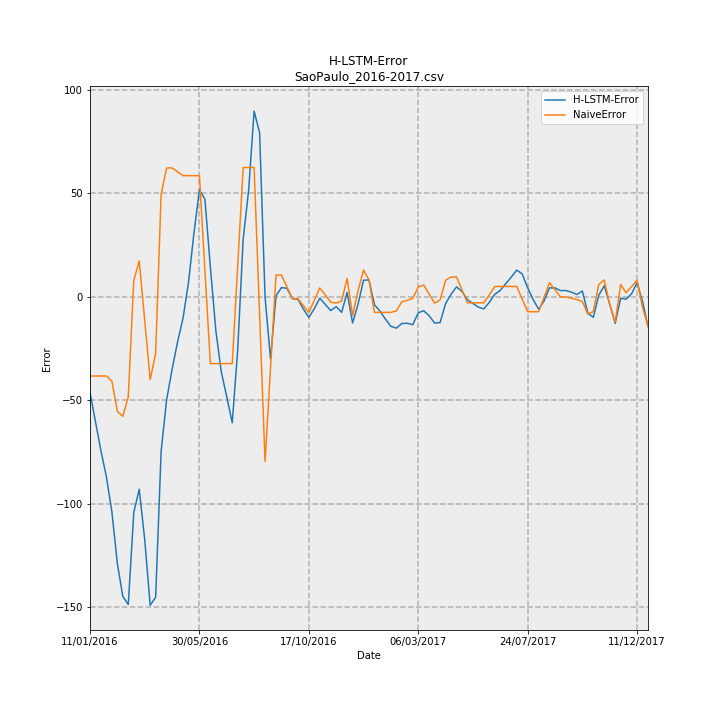 H-LSTM-Error
SaoPaulo_2016-2017.csv
H-LSTM-Error
NaiveError
100
50
0
−50
−100
−150
Error
11/01/2016 30/05/2016 17/10/2016 06/03/2017 24/07/2017 11/12/2017
Date